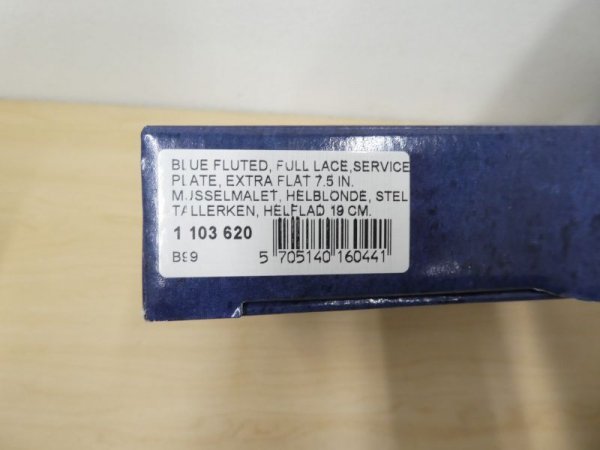 BLUE FLUTED, FULL LACE,SERVICE
PLATE, EXTRA FLAT 7.5 IN.
MUSSELMALET, HELBLONDE, STEL
TALLERKEN, HELFLAD 19 CM.
1 103 620
5 705140 160441